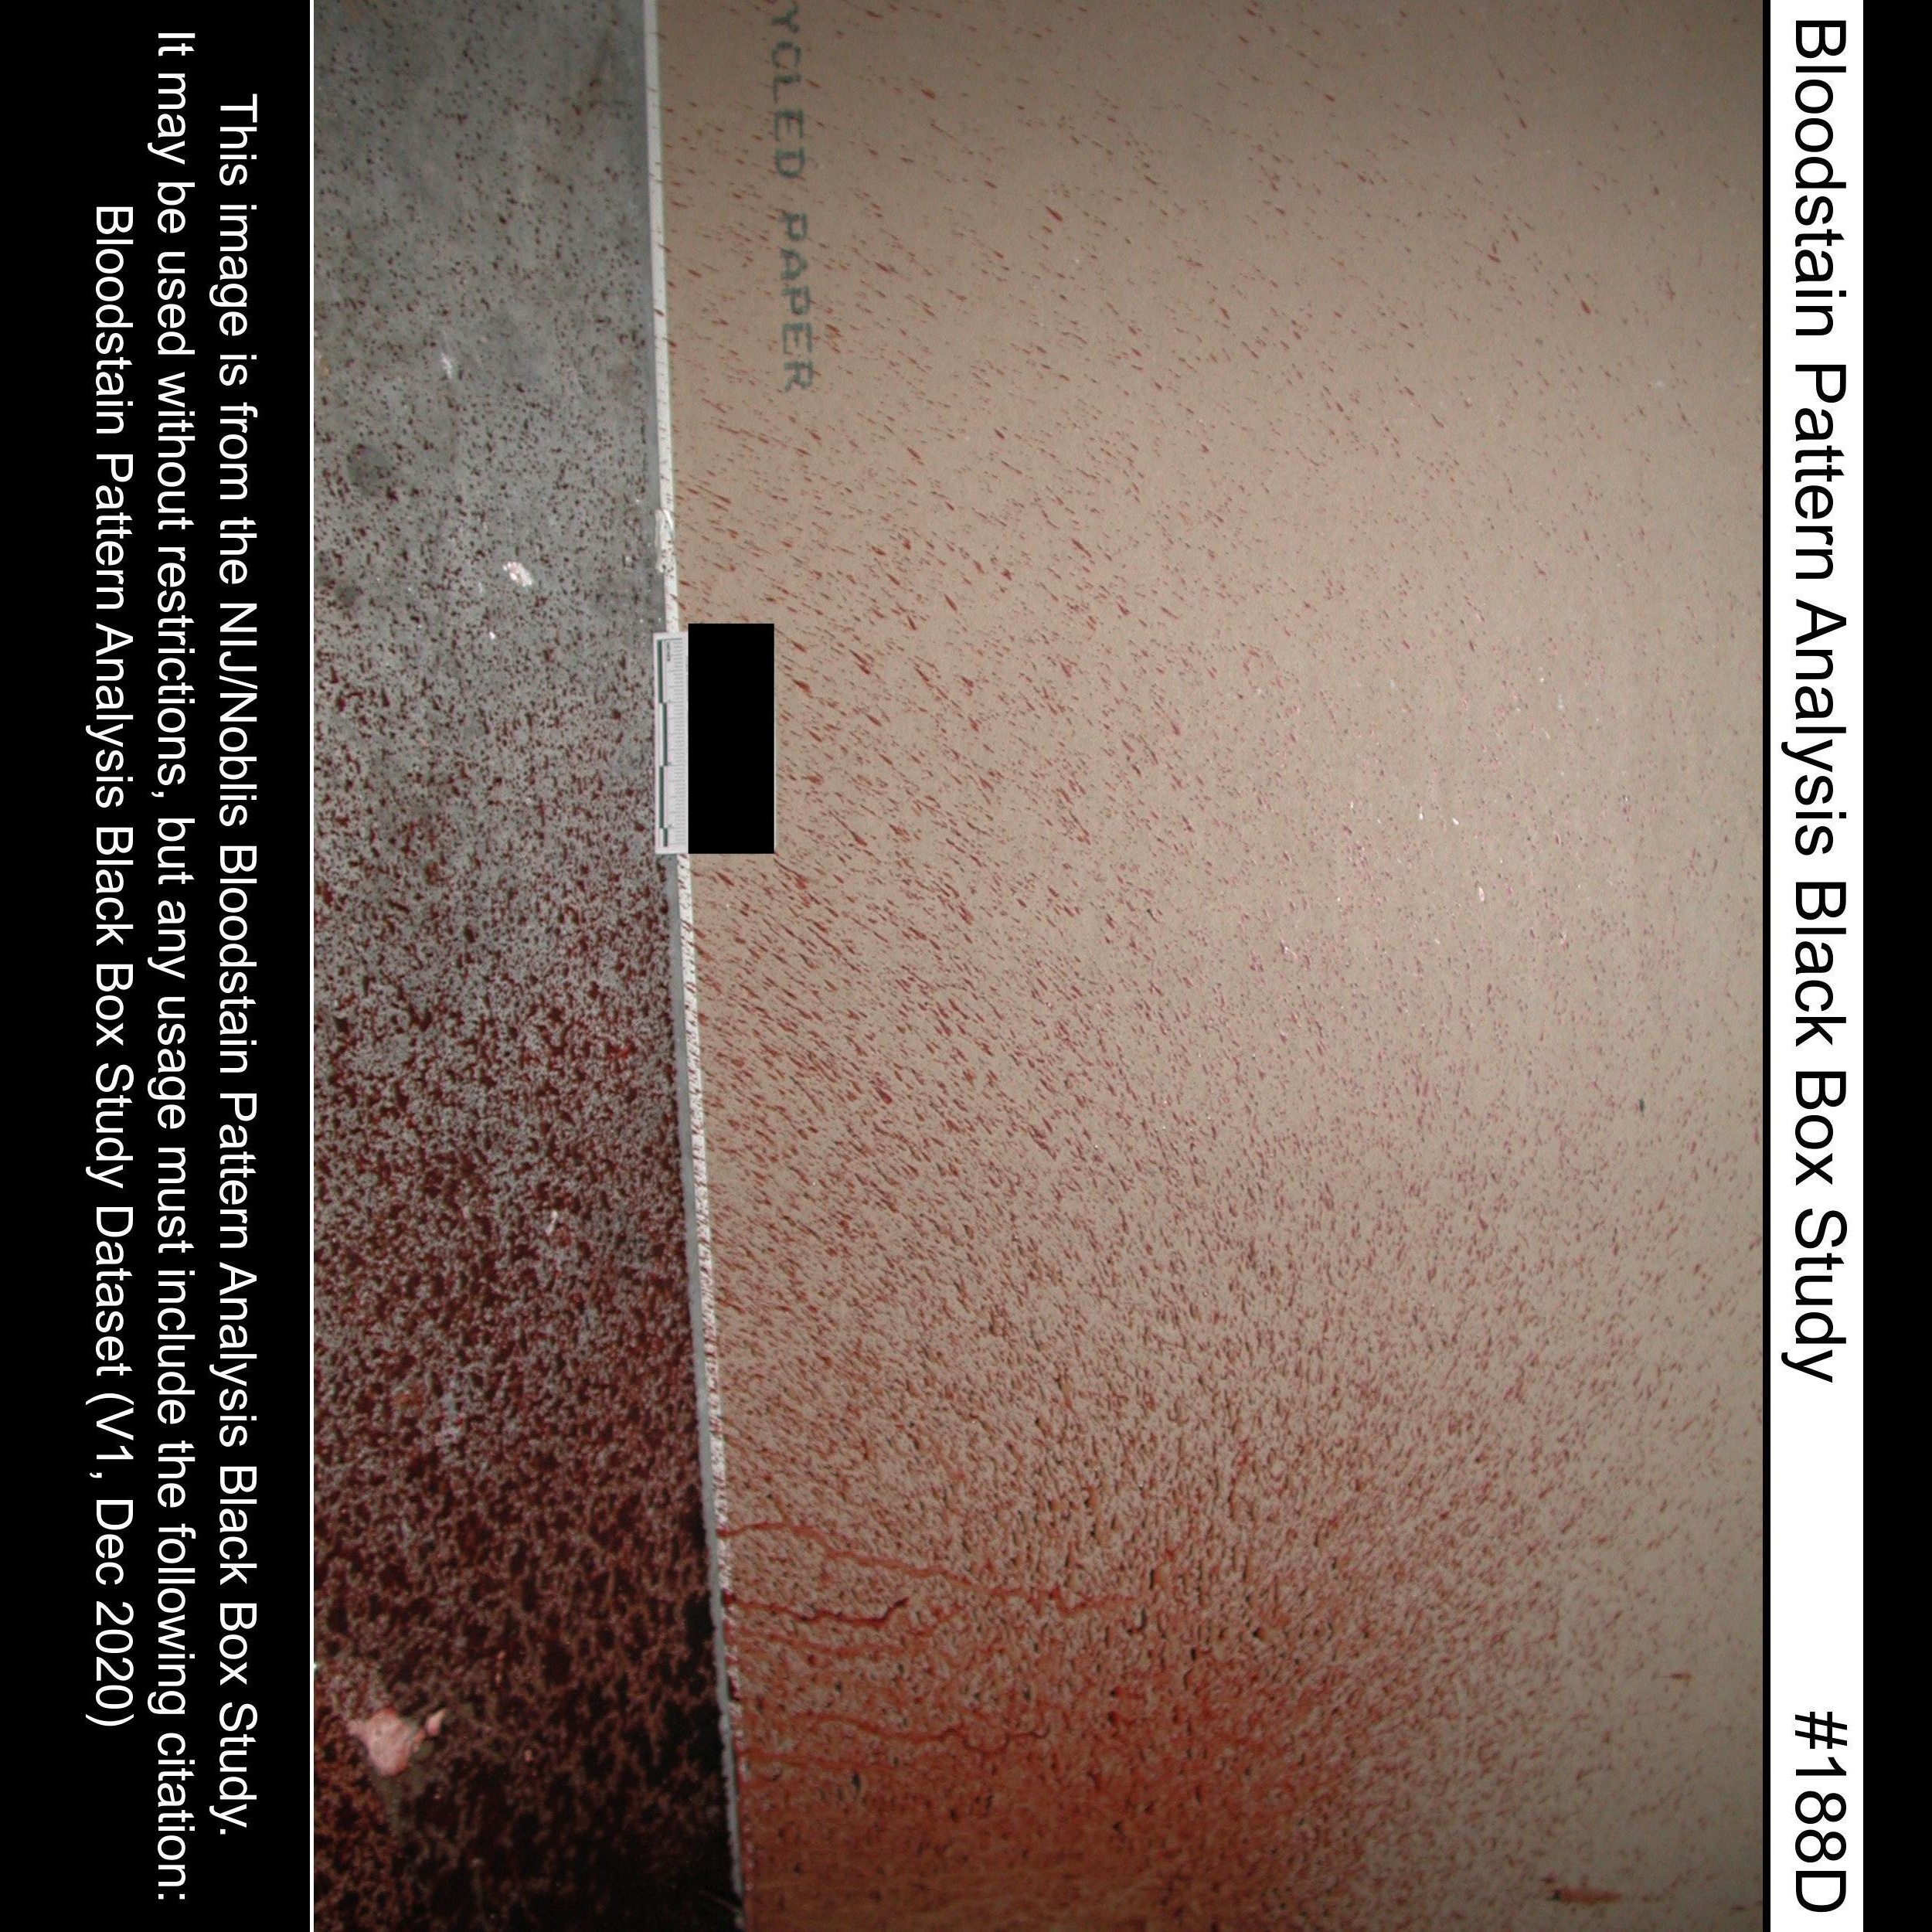 Bloodstain Pattern Analysis Black Box Study #188D
YCLED PAPER
This image is from the NIJ/Noblis Bloodstain Pattern Analysis Black Box Study.
It may be used without restrictions, but any usage must include the following citation:
Bloodstain Pattern Analysis Black Box Study Dataset (V1, Dec 2020)